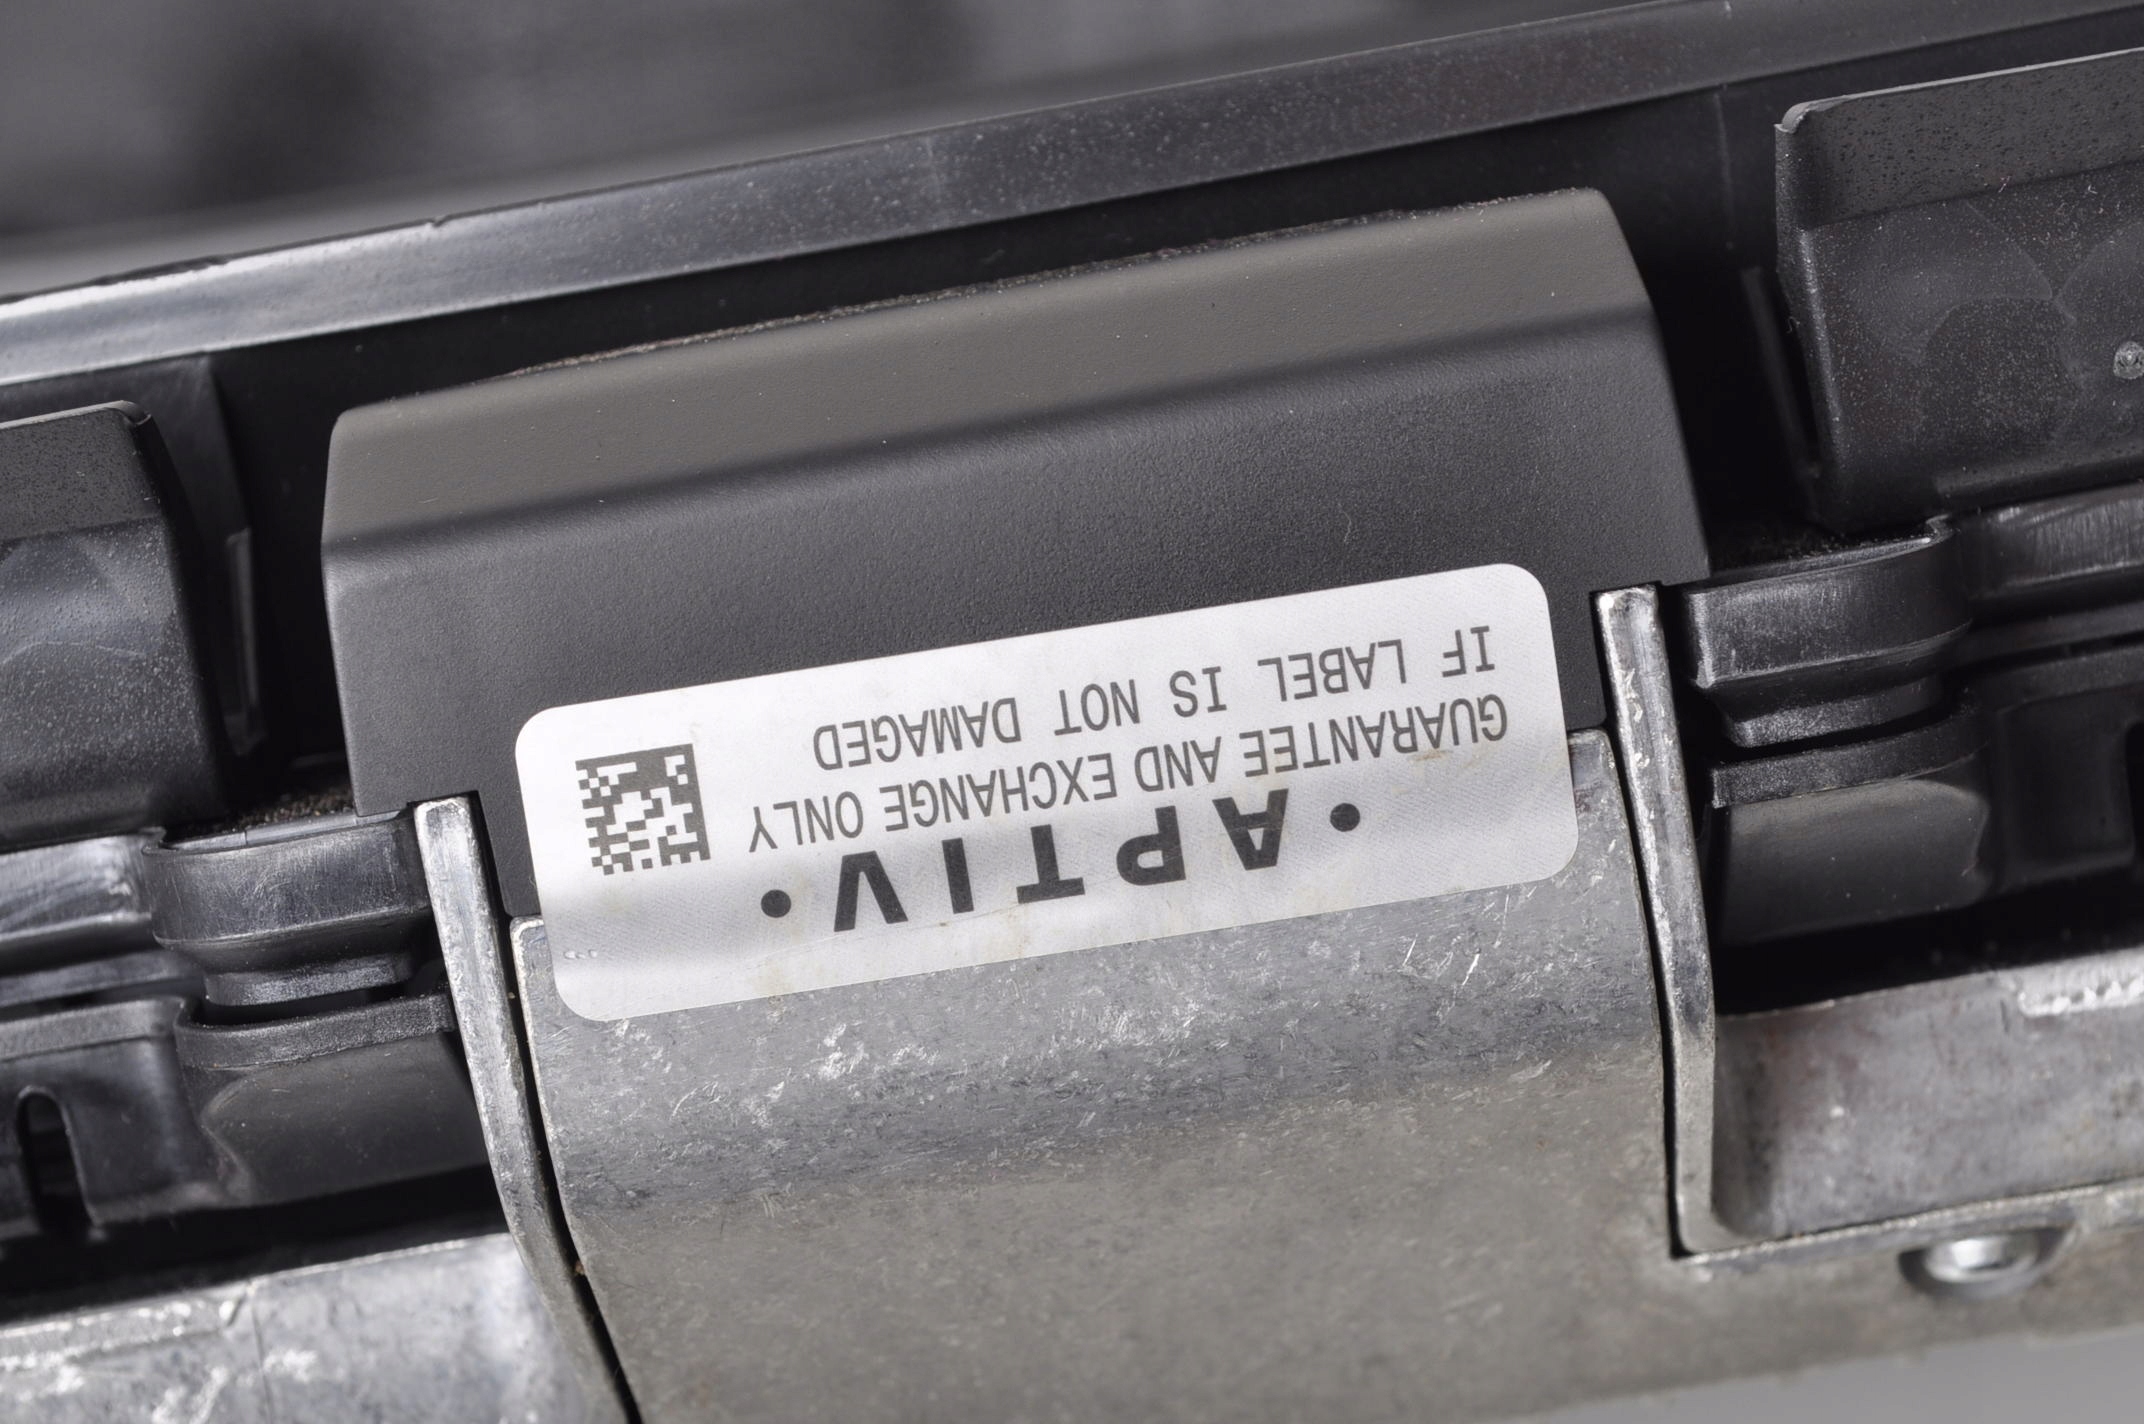 • APTIV •
GUARANTEE AND EXCHANGE ONLY
IF LABEL IS NOT DAMAGED